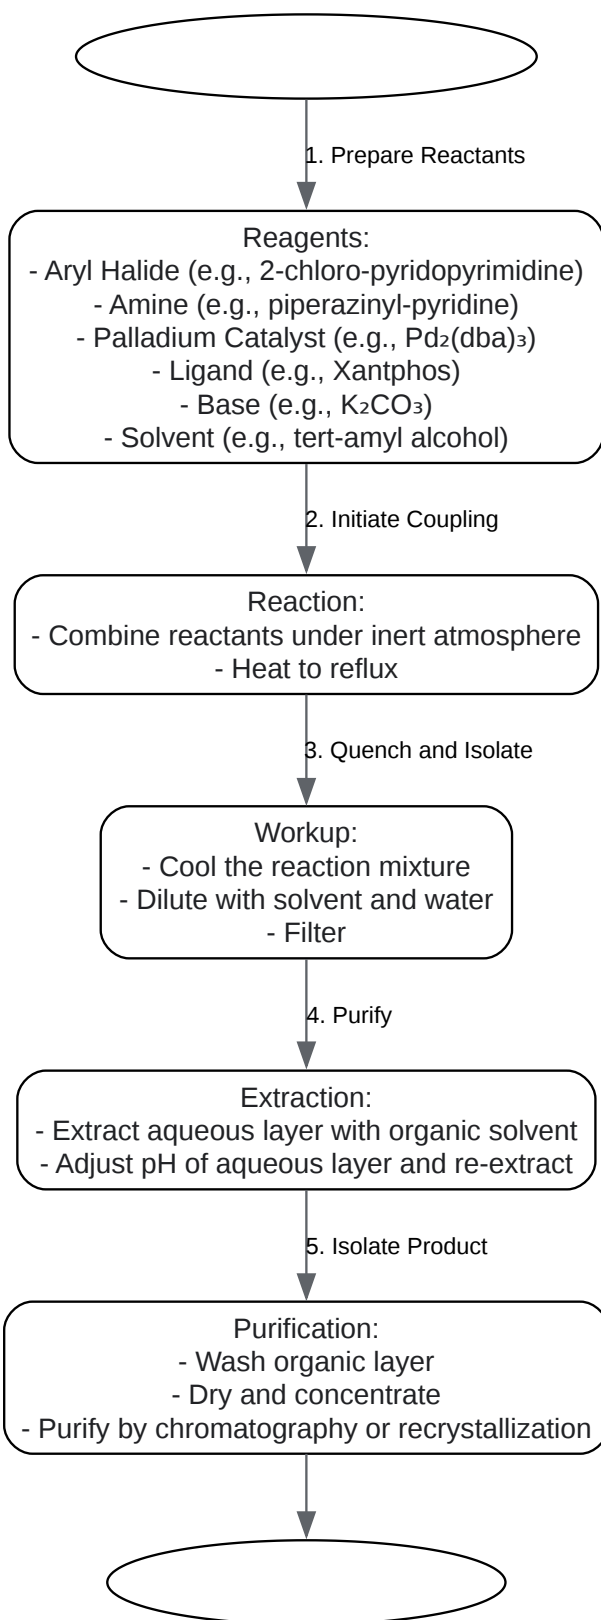 1. Prepare Reactants
Reagents:
- Aryl Halide (e.g., 2-chloro-pyridopyrimidine)
- Amine (e.g., piperazinyl-pyridine)
- Palladium Catalyst (e.g., Pd₂(dba)₃)
- Ligand (e.g., Xantphos)
- Base (e.g., K₂CO₃)
- Solvent (e.g., tert-amyl alcohol)
2. Initiate Coupling
Reaction:
- Combine reactants under inert atmosphere
- Heat to reflux
3. Quench and Isolate
Workup:
- Cool the reaction mixture
- Dilute with solvent and water
- Filter
4. Purify
Extraction:
- Extract aqueous layer with organic solvent
- Adjust pH of aqueous layer and re-extract
5. Isolate Product
Purification:
- Wash organic layer
- Dry and concentrate
- Purify by chromatography or recrystallization